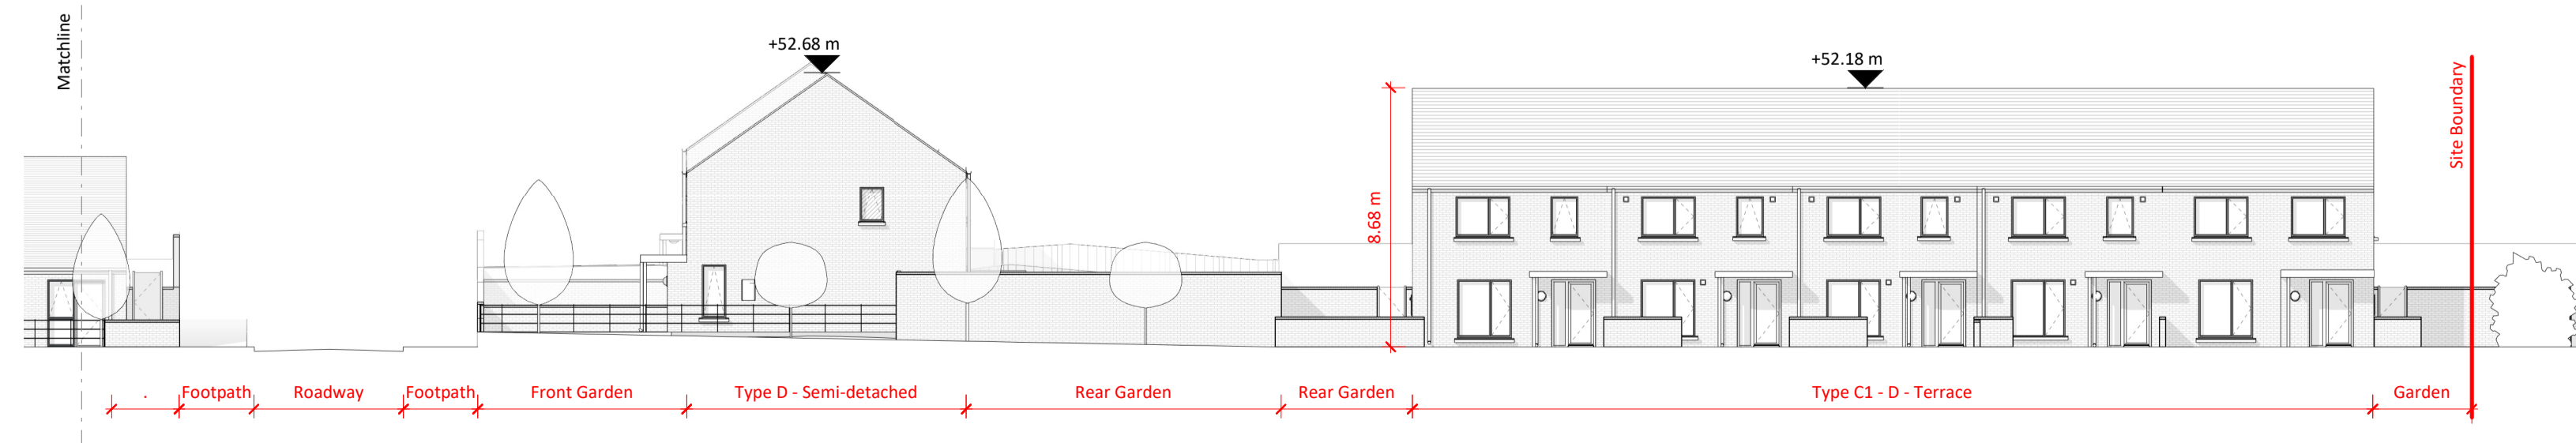 Matchline
+52.68 m
+52.18 m
Site Boundary
8.68 m
.
Footpath
Roadway
Footpath
Front Garden
Type D - Semi-detached
Rear Garden
Rear Garden
Type C1 - D - Terrace
Garden